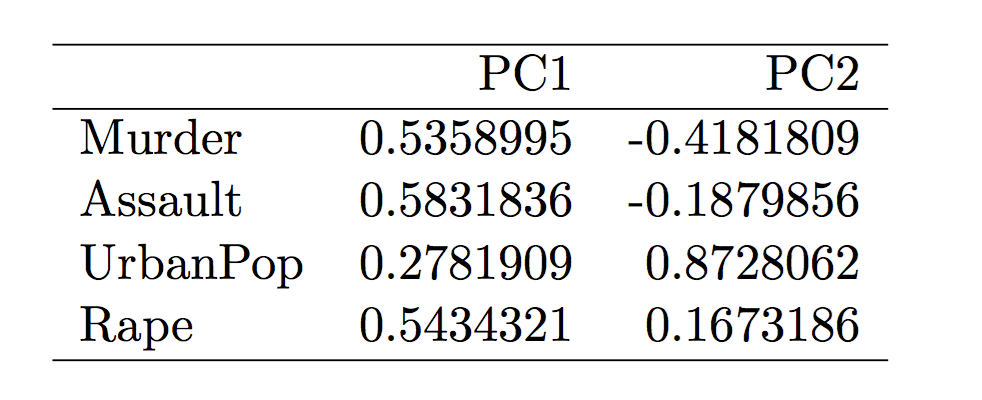 PC1 PC2
Murder 0.5358995 -0.4181809
Assault 0.5831836 -0.1879856
UrbanPop 0.2781909 0.8728062
Rape 0.5434321 0.1673186